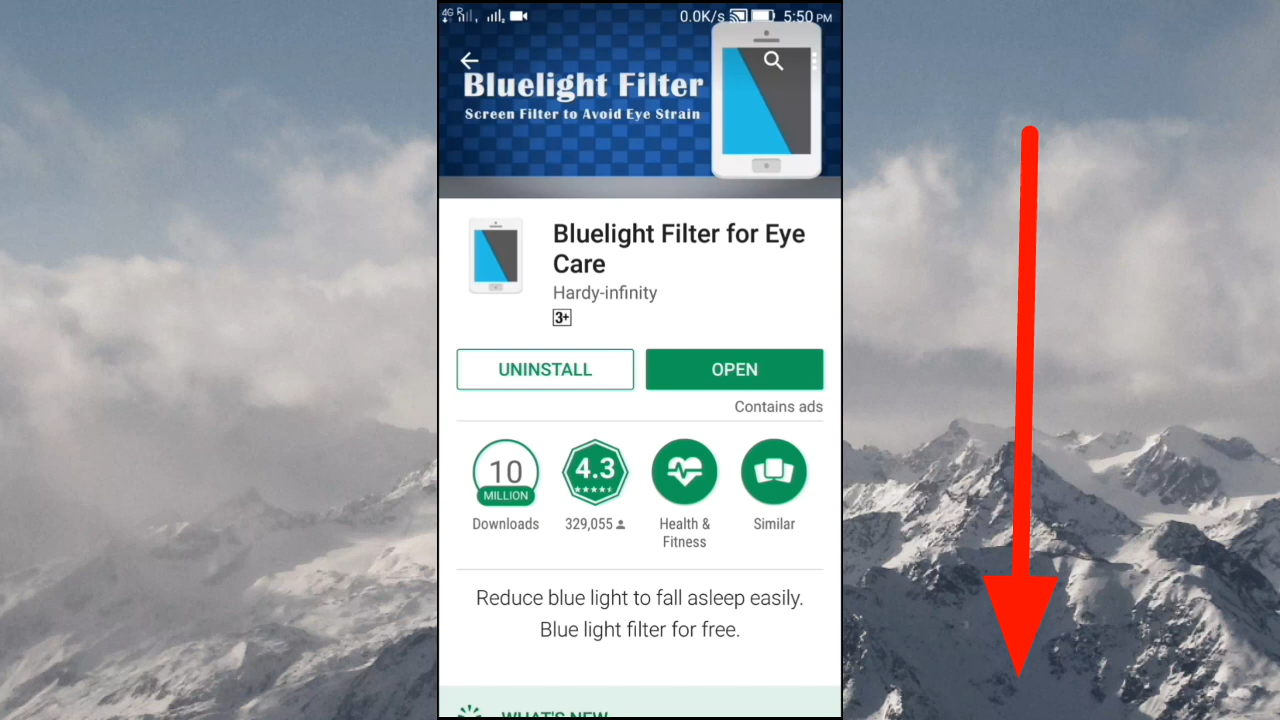 4G R 0.0K/s 5:50 PM
Bluelight Filter
Screen Filter to Avoid Eye Strain
Bluelight Filter for Eye
Care
Hardy-infinity
3+
UNINSTALL OPEN
Contains ads
10 4.3
MILLION
Downloads 329,055 Health & Similar
Fitness
Reduce blue light to fall asleep easily.
Blue light filter for free.
WHAT'S NEW